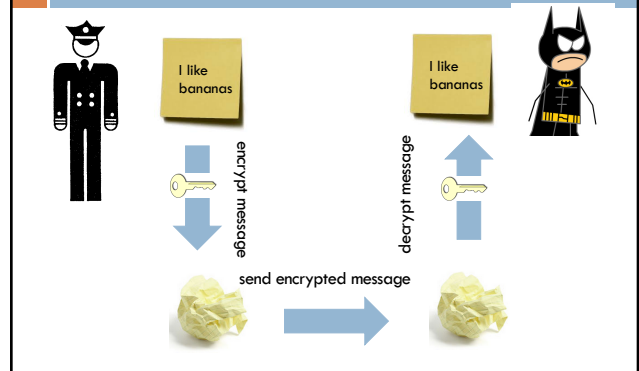 I like
bananas
I like
bananas
encrypt message
decrypt message
send encrypted message